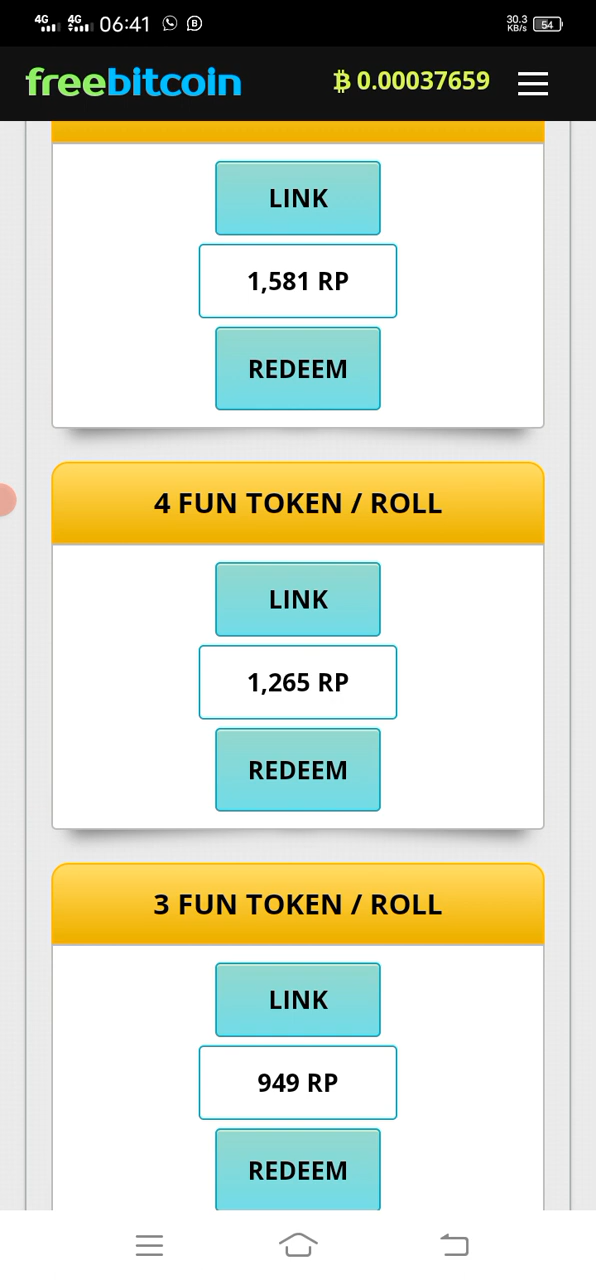 4G 4G 06:41 30.3 KB/s 54
freebitcoin ₿ 0.00037659
LINK
1,581 RP
REDEEM
4 FUN TOKEN / ROLL
LINK
1,265 RP
REDEEM
3 FUN TOKEN / ROLL
LINK
949 RP
REDEEM